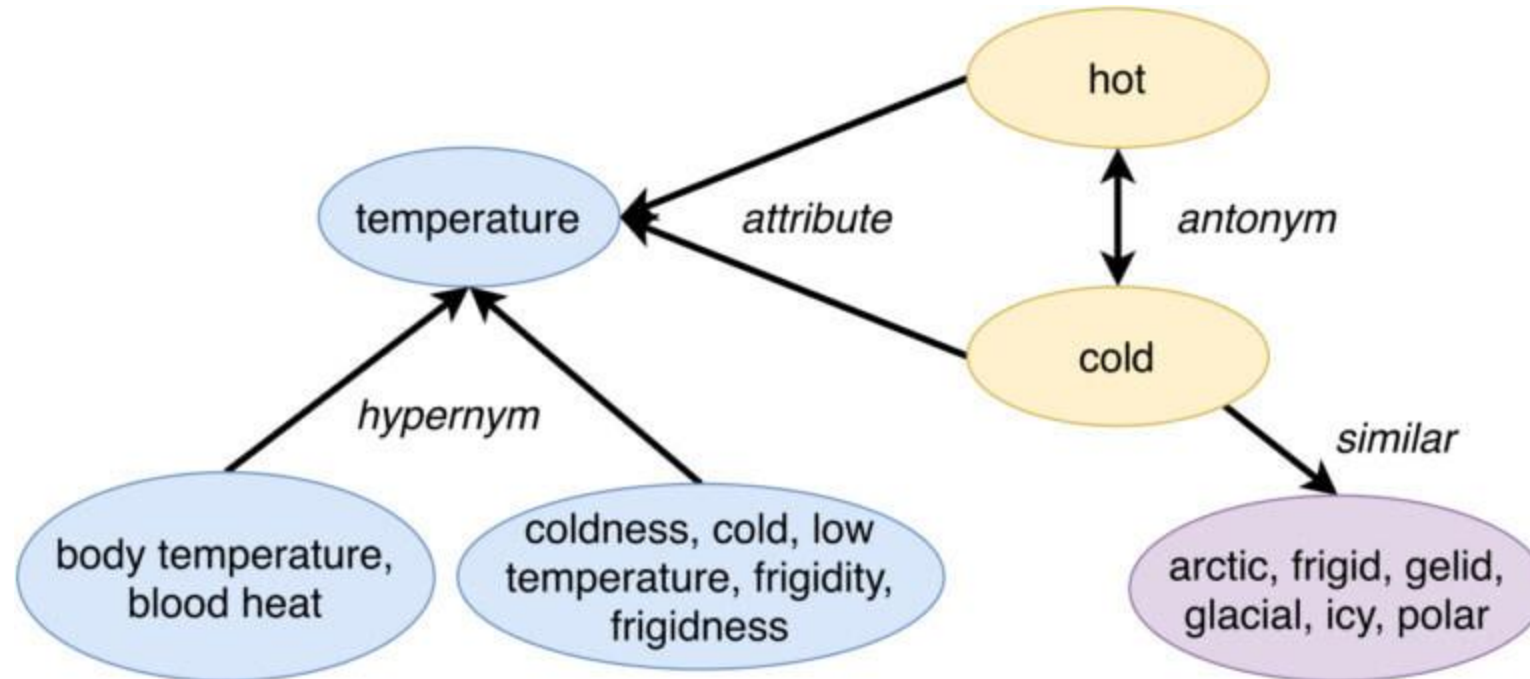 hot
temperature
attribute
antonym
cold
hypernym
similar
body temperature,
blood heat
coldness, cold, low
temperature, frigidity,
frigidness
arctic, frigid, gelid,
glacial, icy, polar